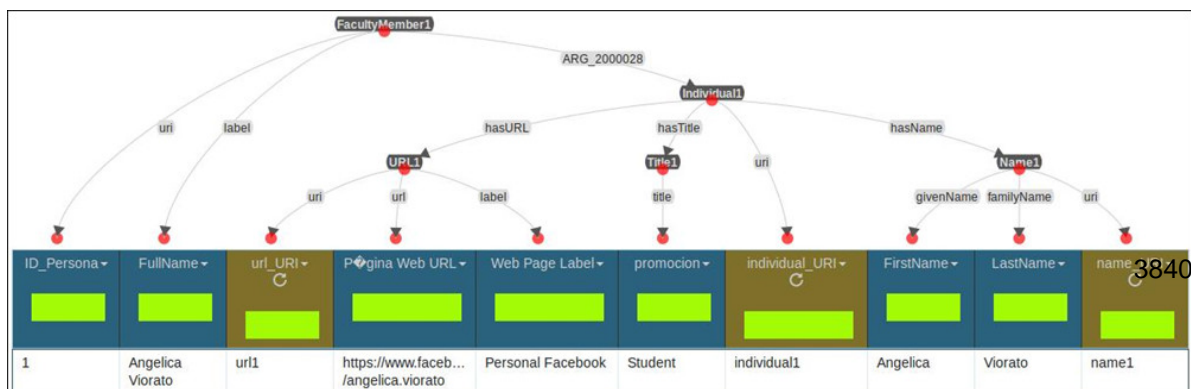 FacultyMember1
ARG_2000028
Individual1
uri
label
hasURL
hasTitle
hasName
URL1
Title1
uri
Name1
uri
url
label
title
givenName
familyName
uri
ID_Persona
FullName
url_URI
P�gina Web URL
Web Page Label
promocion
individual_URI
FirstName
LastName
3840
1
Angelica
Viorato
url1
https://www.faceb...
/angelica.viorato
Personal Facebook
Student
individual1
Angelica
Viorato
name1